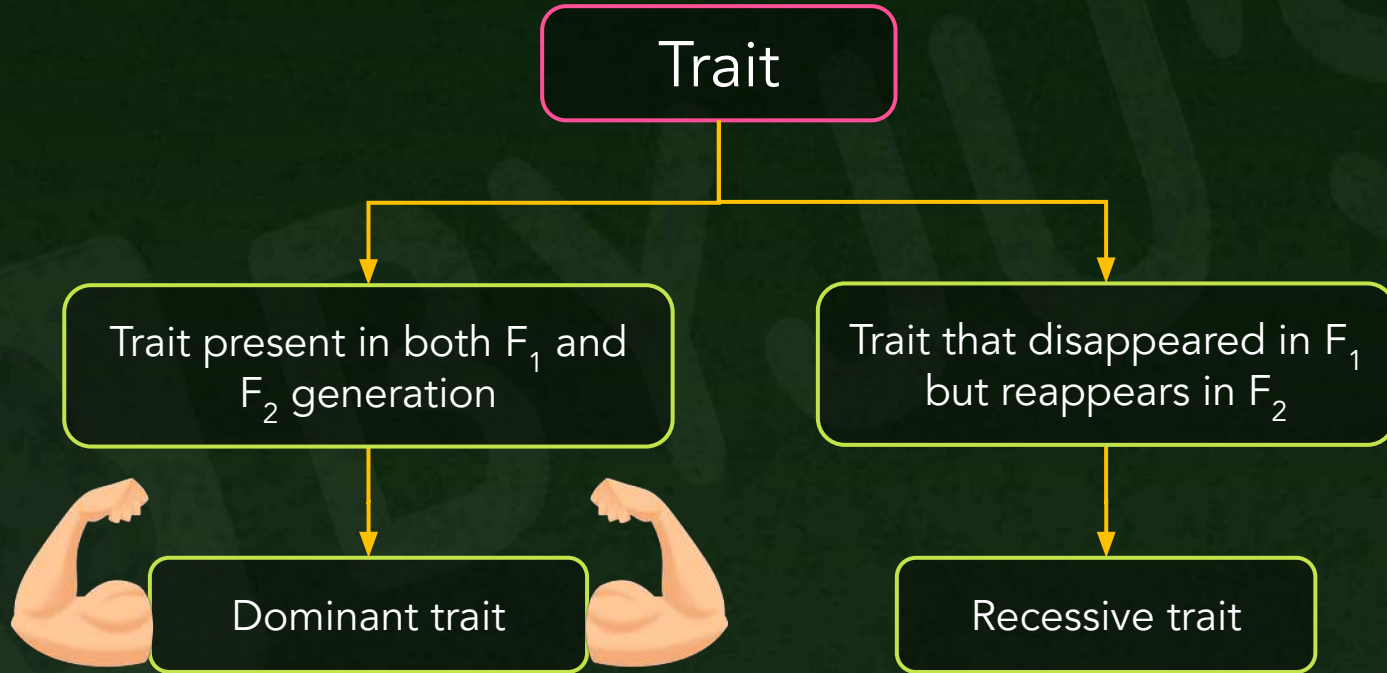 Trait
Trait present in both F₁ and
F₂ generation
Trait that disappeared in F₁
but reappears in F₂
Dominant trait
Recessive trait
BYJU'S